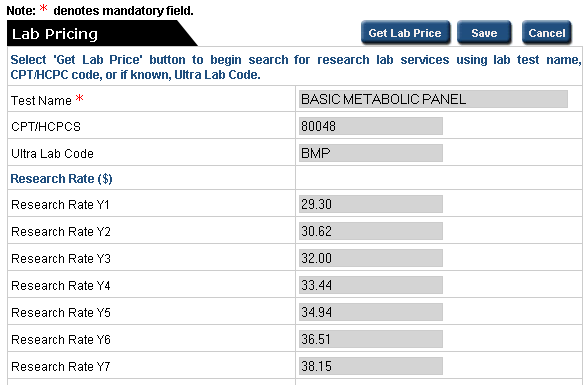 Note: * denotes mandatory field.
Lab Pricing
Get Lab Price Save Cancel
Select 'Get Lab Price' button to begin search for research lab services using lab test name,
CPT/HCPC code, or if known, Ultra Lab Code.
Test Name * BASIC METABOLIC PANEL
CPT/HCPCS 80048
Ultra Lab Code BMP
Research Rate ($)
Research Rate Y1 29.30
Research Rate Y2 30.62
Research Rate Y3 32.00
Research Rate Y4 33.44
Research Rate Y5 34.94
Research Rate Y6 36.51
Research Rate Y7 38.15